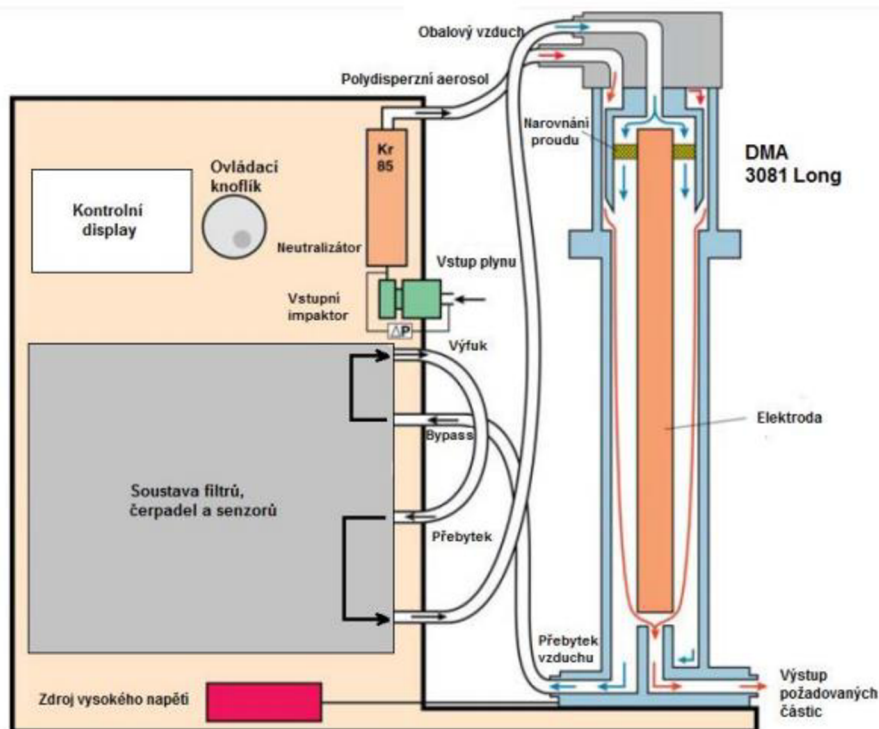 Obalový vzduch
Polydisperzní aerosol
Narovnání
proudu
DMA
3081 Long
Kr
85
Ovládací
knoflík
Kontrolní
display
Neutralizátor
Vstup plynu
Vstupní
impaktor
ΔP
Výfuk
Elektroda
Bypass
Soustava filtrů,
čerpadel a senzorů
Přebytek
Přebytek
vzduchu
Výstup
požadovaných
částic
Zdroj vysokého napětí